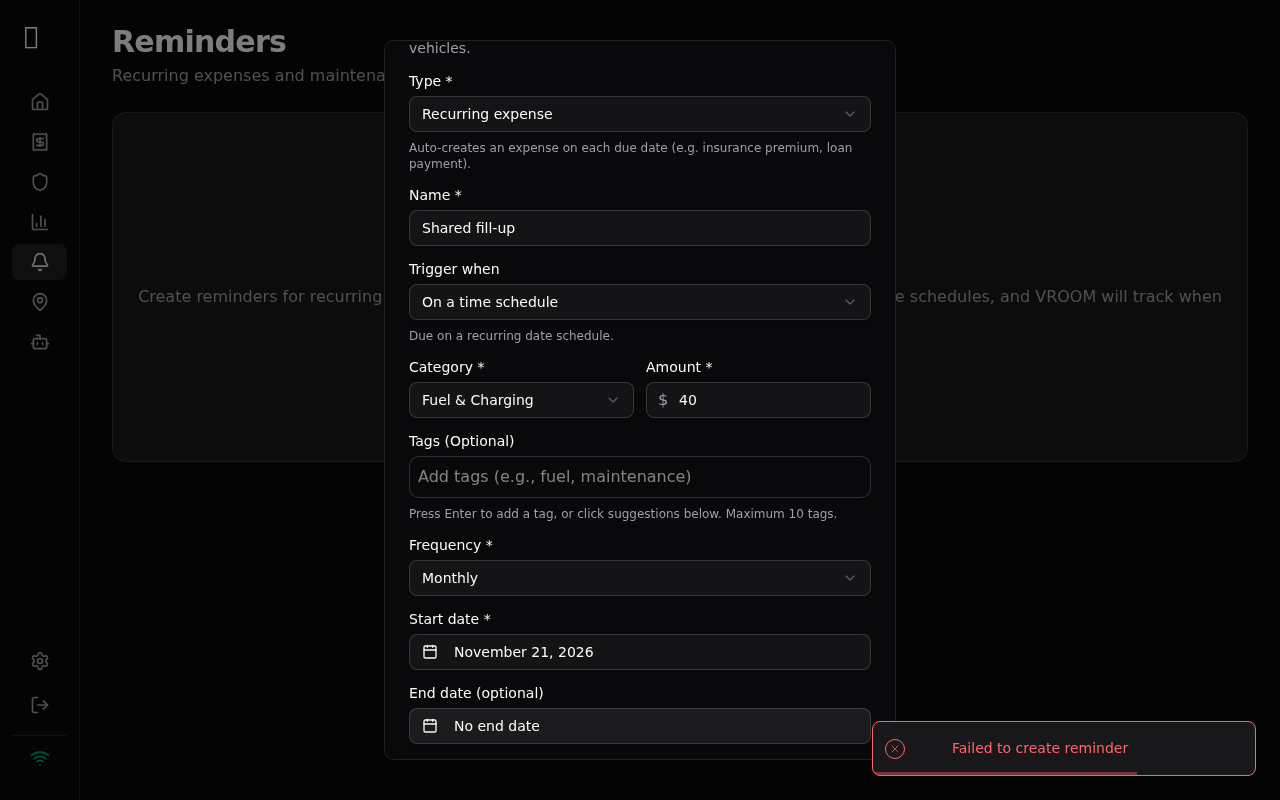 Reminders
Recurring expenses and maintena
Create reminders for recurring
e schedules, and VROOM will track when
vehicles.
Type *
Recurring expense
Auto-creates an expense on each due date (e.g. insurance premium, loan
payment).
Name *
Shared fill-up
Trigger when
On a time schedule
Due on a recurring date schedule.
Category *
Amount *
Fuel & Charging
$ 40
Tags (Optional)
Add tags (e.g., fuel, maintenance)
Press Enter to add a tag, or click suggestions below. Maximum 10 tags.
Frequency *
Monthly
Start date *
November 21, 2026
End date (optional)
No end date
Failed to create reminder